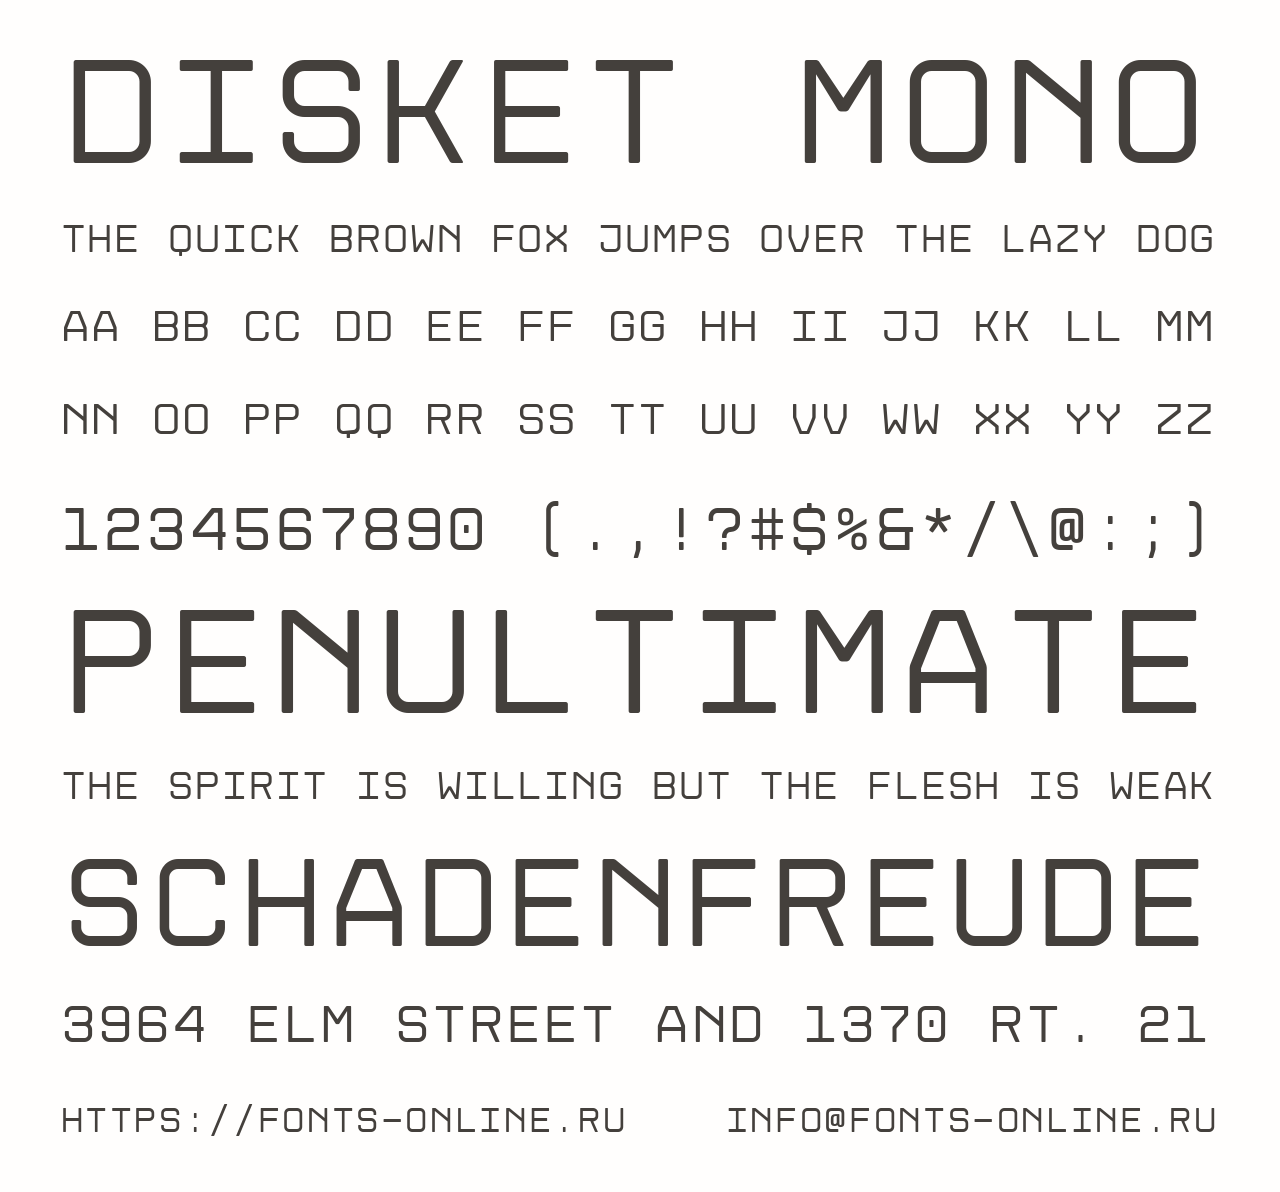 DISKET MONO
THE QUICK BROWN FOX JUMPS OVER THE LAZY DOG
AA BB CC DD EE FF GG HH II JJ KK LL MM
NN OO PP QQ RR SS TT UU VV WW XX YY ZZ
1234567890 (.,!?#$%&*/\@:;)
PENULTIMATE
THE SPIRIT IS WILLING BUT THE FLESH IS WEAK
SCHADENFREUDE
3964 ELM STREET AND 1370 RT. 21
HTTPS://FONTS-ONLINE.RU INFO@FONTS-ONLINE.RU